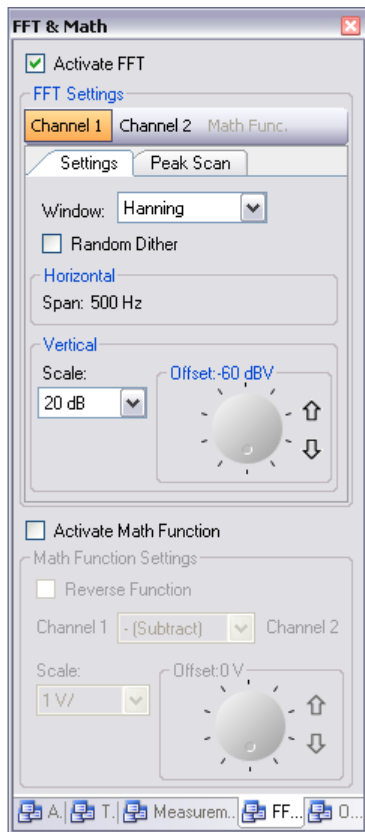 FFT & Math
Activate FFT
FFT Settings
Channel 1 Channel 2 Math Func.
Settings Peak Scan
Window: Hanning
Random Dither
Horizontal
Span: 500 Hz
Vertical
Scale: Offset:-60 dBV
20 dB
Activate Math Function
Math Function Settings
Reverse Function
Channel 1 - (Subtract) Channel 2
Scale: Offset:0 V
1 V/
A. T. Measurem.. FF... O...